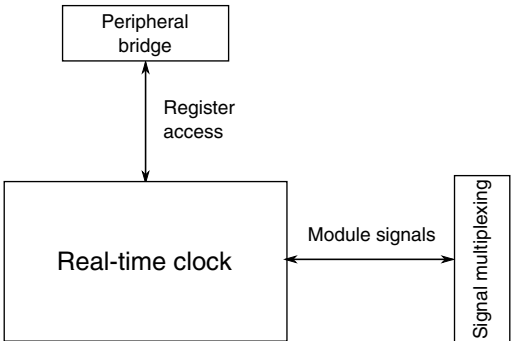 Peripheral
bridge
Register
access
Real-time clock
Module signals
Signal multiplexing